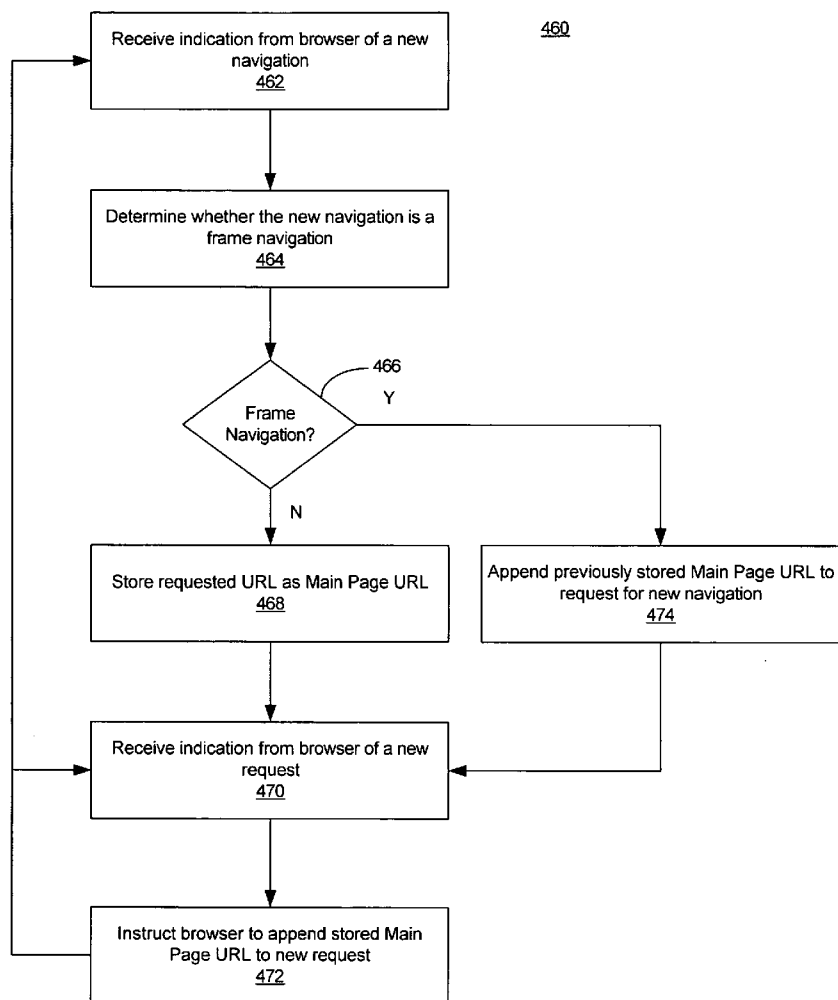 460
Receive indication from browser of a new
navigation
462
Determine whether the new navigation is a
frame navigation
464
466
Y
Frame
Navigation?
N
Store requested URL as Main Page URL
468
Append previously stored Main Page URL to
request for new navigation
474
Receive indication from browser of a new
request
470
Instruct browser to append stored Main
Page URL to new request
472